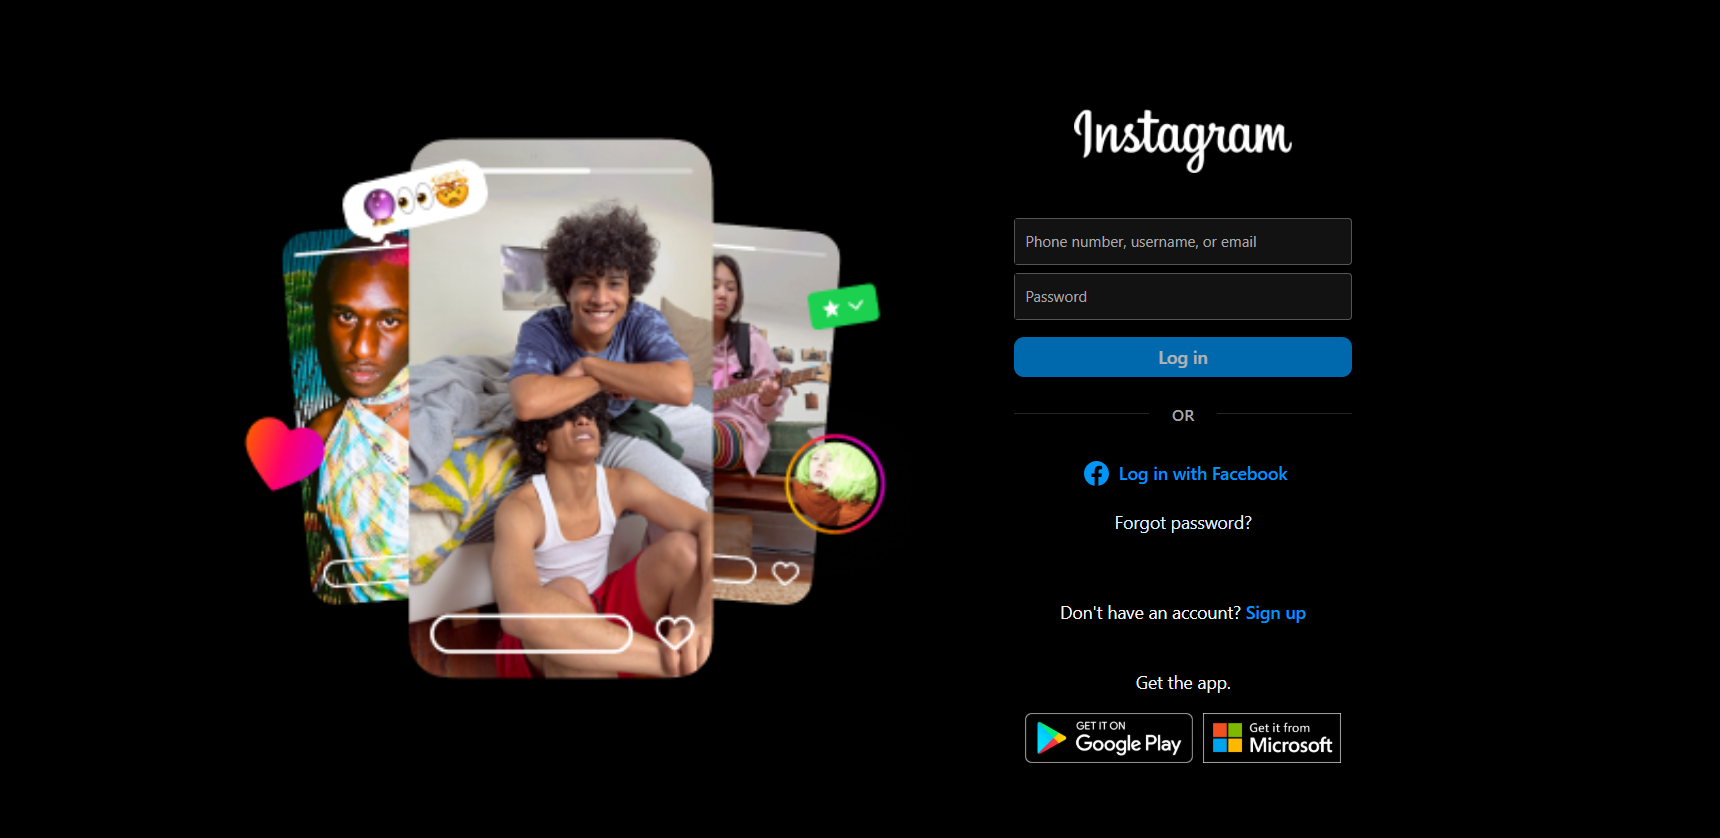 Instagram
Phone number, username, or email
Password
Log in
OR
Log in with Facebook
Forgot password?
Don't have an account? Sign up
Get the app.
GET IT ON
Google Play
Get it from
Microsoft